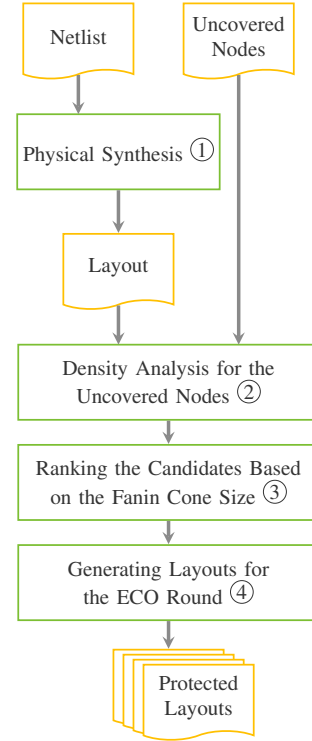 Netlist
Uncovered
Nodes
Physical Synthesis ①
Layout
Density Analysis for the
Uncovered Nodes ②
Ranking the Candidates Based
on the Fanin Cone Size ③
Generating Layouts for
the ECO Round ④
Protected
Layouts